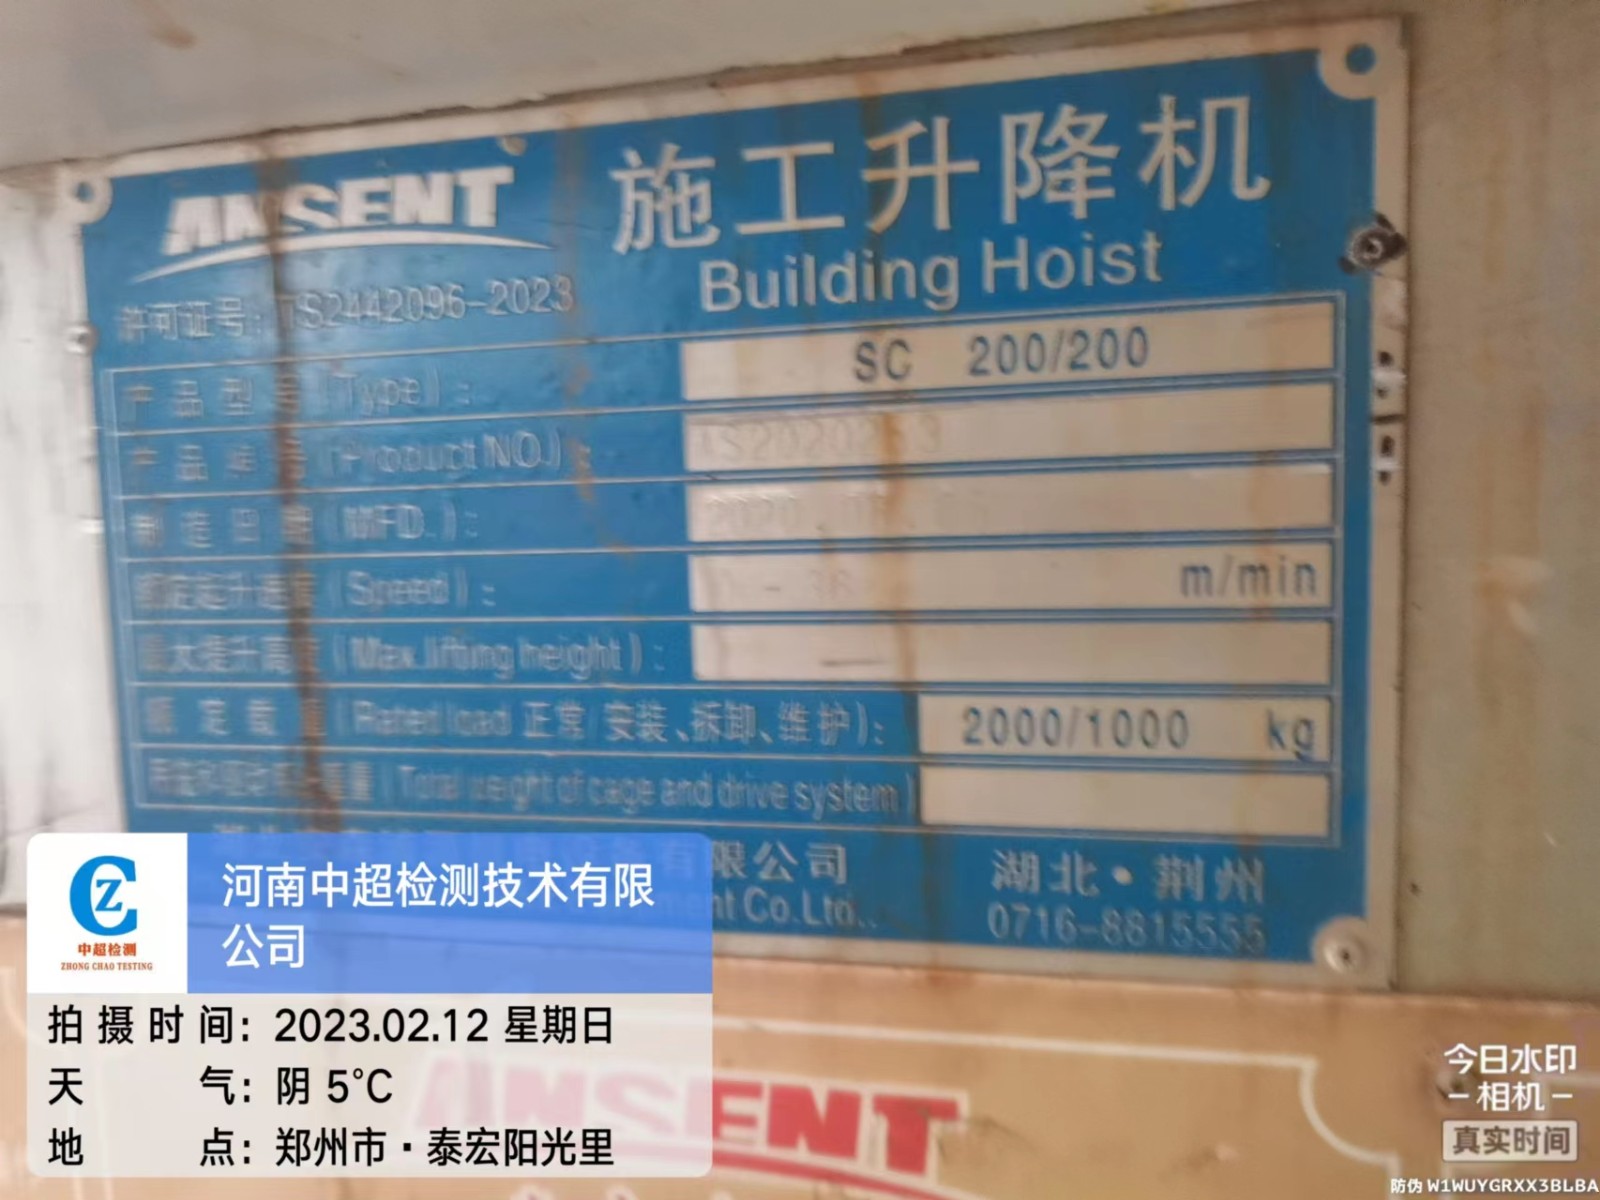 ANSENT
施工升降机
Building Hoist
许可证号：TS2442096-2023
产品型号（Type）： SC 200/200
产品编号（Product NO.）：
制造日期（MFD.）： 2020
额定起升速度（Speed）： 36 m/min
最大提升高度（Max.lifting height）： —
额定载重（Rated load 正常/安装、拆卸、维护）： 2000/1000 kg
（Total weight of cage and drive system）
有限公司 湖北·荆州
Co.Ltd. 0716-8815555
CZ
中超检测
ZHONG CHAO TESTING
河南中超检测技术有限
公司
拍摄时间：2023.02.12 星期日
天气：阴 5℃
地点：郑州市·泰宏阳光里
ANSENT
今日水印
-相机-
真实时间
防伪 W1WUYGRXX3BLBA